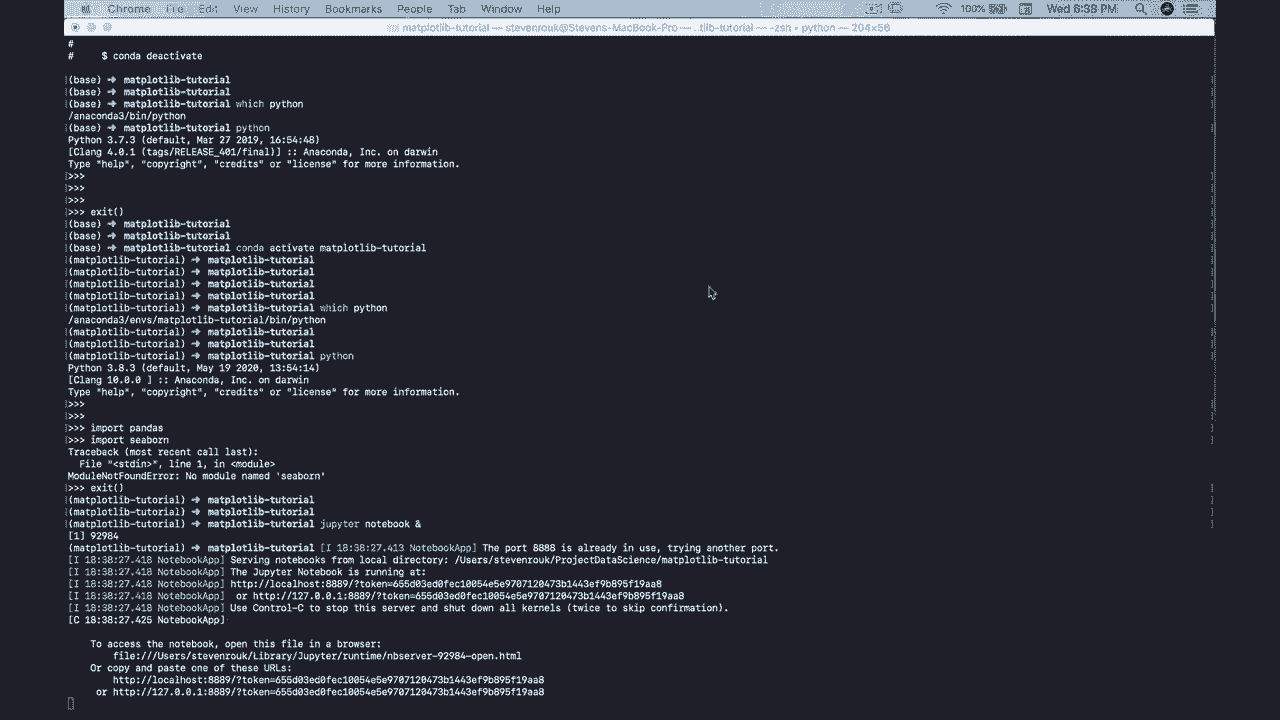 Chrome File Edit View History Bookmarks People Tab Window Help 100% Wed 6:39 PM
matplotlib-tutorial — stevenrouk@Stevens-MacBook-Pro — ..tlib-tutorial — -zsh • python — 204×56
#
#     $ conda deactivate
(base) ➜ matplotlib-tutorial
(base) ➜ matplotlib-tutorial
(base) ➜ matplotlib-tutorial which python
/anaconda3/bin/python
(base) ➜ matplotlib-tutorial python
Python 3.7.3 (default, Mar 27 2019, 16:54:48)
[Clang 4.0.1 (tags/RELEASE_401/final)] :: Anaconda, Inc. on darwin
Type "help", "copyright", "credits" or "license" for more information.
>>>
>>>
>>>
>>> exit()
(base) ➜ matplotlib-tutorial
(base) ➜ matplotlib-tutorial
(base) ➜ matplotlib-tutorial conda activate matplotlib-tutorial
(matplotlib-tutorial) ➜ matplotlib-tutorial
(matplotlib-tutorial) ➜ matplotlib-tutorial
(matplotlib-tutorial) ➜ matplotlib-tutorial
(matplotlib-tutorial) ➜ matplotlib-tutorial
(matplotlib-tutorial) ➜ matplotlib-tutorial which python
/anaconda3/envs/matplotlib-tutorial/bin/python
(matplotlib-tutorial) ➜ matplotlib-tutorial
(matplotlib-tutorial) ➜ matplotlib-tutorial
(matplotlib-tutorial) ➜ matplotlib-tutorial python
Python 3.8.3 (default, May 19 2020, 13:54:14)
[Clang 10.0.0 ] :: Anaconda, Inc. on darwin
Type "help", "copyright", "credits" or "license" for more information.
>>>
>>>
>>> import pandas
>>> import seaborn
Traceback (most recent call last):
  File "<stdin>", line 1, in <module>
ModuleNotFoundError: No module named 'seaborn'
>>> exit()
(matplotlib-tutorial) ➜ matplotlib-tutorial
(matplotlib-tutorial) ➜ matplotlib-tutorial
(matplotlib-tutorial) ➜ matplotlib-tutorial jupyter notebook &
[1] 92984
(matplotlib-tutorial) ➜ matplotlib-tutorial [I 18:38:27.413 NotebookApp] The port 8888 is already in use, trying another port.
[I 18:38:27.418 NotebookApp] Serving notebooks from local directory: /Users/stevenrouk/ProjectDataScience/matplotlib-tutorial
[I 18:38:27.418 NotebookApp] The Jupyter Notebook is running at:
[I 18:38:27.418 NotebookApp] http://localhost:8889/?token=655d03ed0fec10054e5e9707120473b1443ef9b895f19aa8
[I 18:38:27.418 NotebookApp]  or http://127.0.0.1:8889/?token=655d03ed0fec10054e5e9707120473b1443ef9b895f19aa8
[I 18:38:27.418 NotebookApp] Use Control-C to stop this server and shut down all kernels (twice to skip confirmation).
[C 18:38:27.425 NotebookApp]
    To access the notebook, open this file in a browser:
        file:///Users/stevenrouk/Library/Jupyter/runtime/nbserver-92984-open.html
    Or copy and paste one of these URLs:
        http://localhost:8889/?token=655d03ed0fec10054e5e9707120473b1443ef9b895f19aa8
     or http://127.0.0.1:8889/?token=655d03ed0fec10054e5e9707120473b1443ef9b895f19aa8